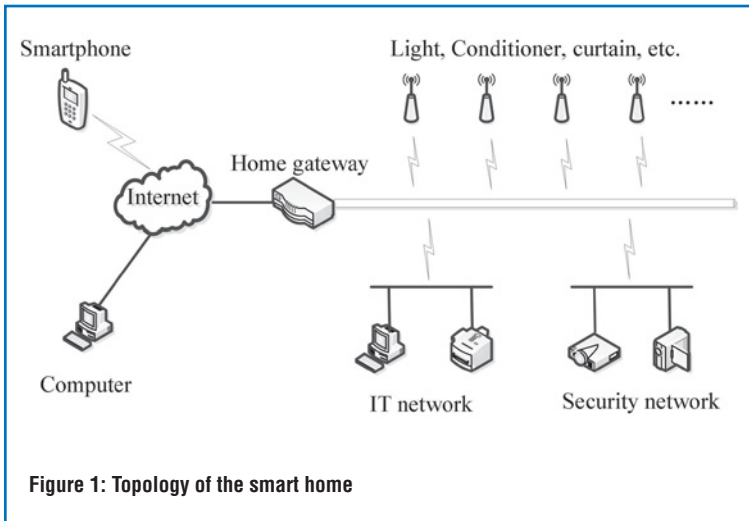 Smartphone
Light, Conditioner, curtain, etc.
......
Home gateway
Internet
Computer
IT network
Security network
Figure 1: Topology of the smart home